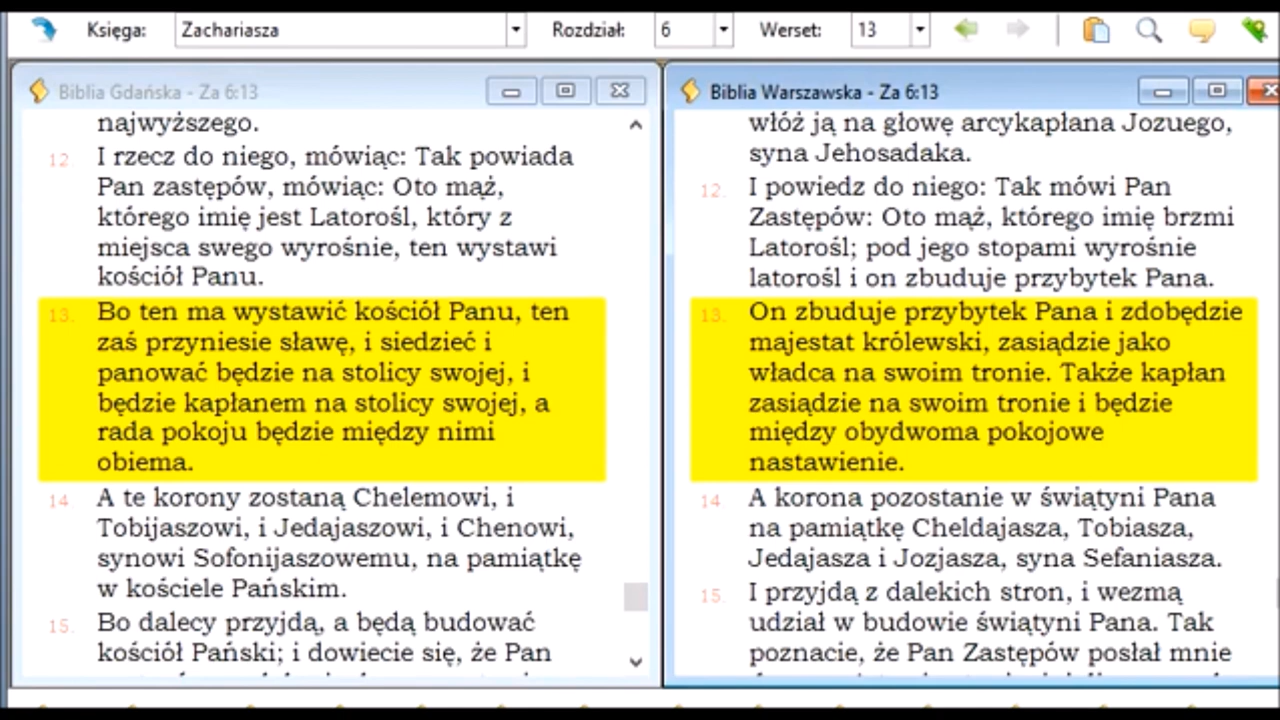 Księga: Zachariasza Rozdział: 6 Werset: 13
Biblia Gdańska - Za 6:13
najwyższego.
12. I rzecz do niego, mówiąc: Tak powiada
Pan zastępów, mówiąc: Oto mąż,
którego imię jest Latorośl, który z
miejsca swego wyrośnie, ten wystawi
kościół Panu.
13. Bo ten ma wystawić kościół Panu, ten
zaś przyniesie sławę, i siedzieć i
panować będzie na stolicy swojej, i
będzie kapłanem na stolicy swojej, a
rada pokoju będzie między nimi
obiema.
14 A te korony zostaną Chelemowi, i
Tobijaszowi, i Jedajaszowi, i Chenowi,
synowi Sofonijaszowemu, na pamiątkę
w kościele Pańskim.
15. Bo dalecy przyjdą, a będą budować
kościół Pański; i dowiecie się, że Pan
Biblia Warszawska - Za 6:13
włóż ją na głowę arcykapłana Jozuego,
syna Jehosadaka.
12. I powiedz do niego: Tak mówi Pan
Zastępów: Oto mąż, którego imię brzmi
Latorośl; pod jego stopami wyrośnie
latorośl i on zbuduje przybytek Pana.
13. On zbuduje przybytek Pana i zdobędzie
majestat królewski, zasiądzie jako
władca na swoim tronie. Także kapłan
zasiądzie na swoim tronie i będzie
między obydwoma pokojowe
nastawienie.
14 A korona pozostanie w świątyni Pana
na pamiątkę Cheldajasza, Tobiasza,
Jedajasza i Jozjasza, syna Sefaniasza.
15. I przyjdą z dalekich stron, i wezmą
udział w budowie świątyni Pana. Tak
poznacie, że Pan Zastępów posłał mnie